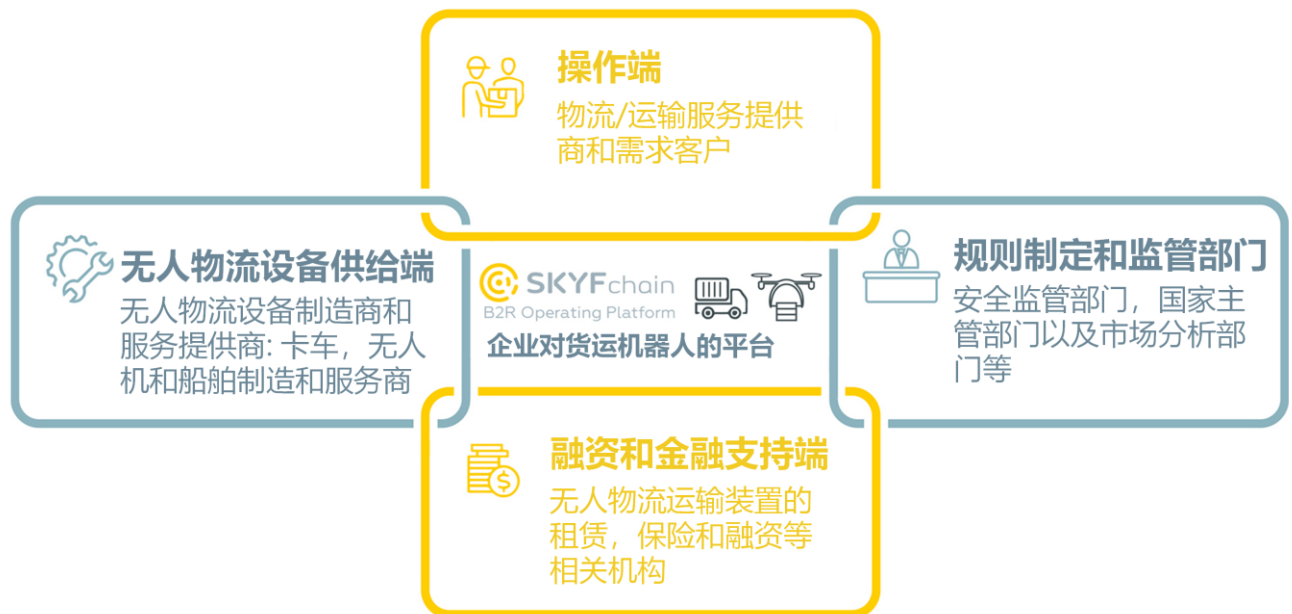 操作端
物流/运输服务提供
商和需求客户
无人物流设备供给端
无人物流设备制造商和
服务提供商: 卡车，无人
机和船舶制造和服务商
SKYFchain
B2R Operating Platform
企业对货运机器人的平台
规则制定和监管部门
安全监管部门，国家主
管部门以及市场分析部
门等
融资和金融支持端
$
无人物流运输装置的
租赁，保险和融资等
相关机构